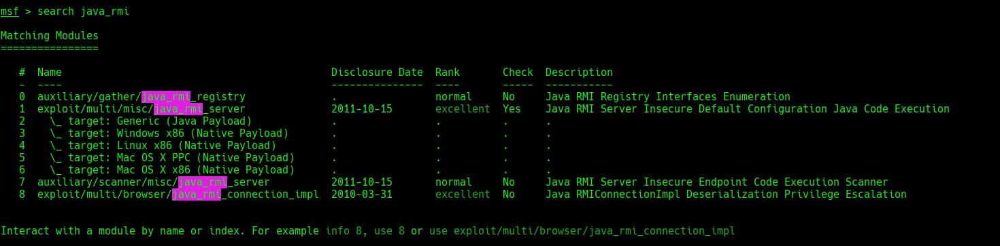 msf > search java_rmi
Matching Modules
================
   #  Name                                            Disclosure Date  Rank       Check  Description
   -  ----                                            ---------------  ----       -----  -----------
   0  auxiliary/gather/java_rmi_registry              .                normal     No     Java RMI Registry Interfaces Enumeration
   1  exploit/multi/misc/java_rmi_server              2011-10-15       excellent  Yes    Java RMI Server Insecure Default Configuration Java Code Execution
   2    \_ target: Generic (Java Payload)             .                .          .      .
   3    \_ target: Windows x86 (Native Payload)       .                .          .      .
   4    \_ target: Linux x86 (Native Payload)         .                .          .      .
   5    \_ target: Mac OS X PPC (Native Payload)      .                .          .      .
   6    \_ target: Mac OS X x86 (Native Payload)      .                .          .      .
   7  auxiliary/scanner/misc/java_rmi_server          2011-10-15       normal     No     Java RMI Server Insecure Endpoint Code Execution Scanner
   8  exploit/multi/browser/java_rmi_connection_impl  2010-03-31       excellent  No     Java RMIConnectionImpl Deserialization Privilege Escalation
Interact with a module by name or index. For example info 8, use 8 or use exploit/multi/browser/java_rmi_connection_impl